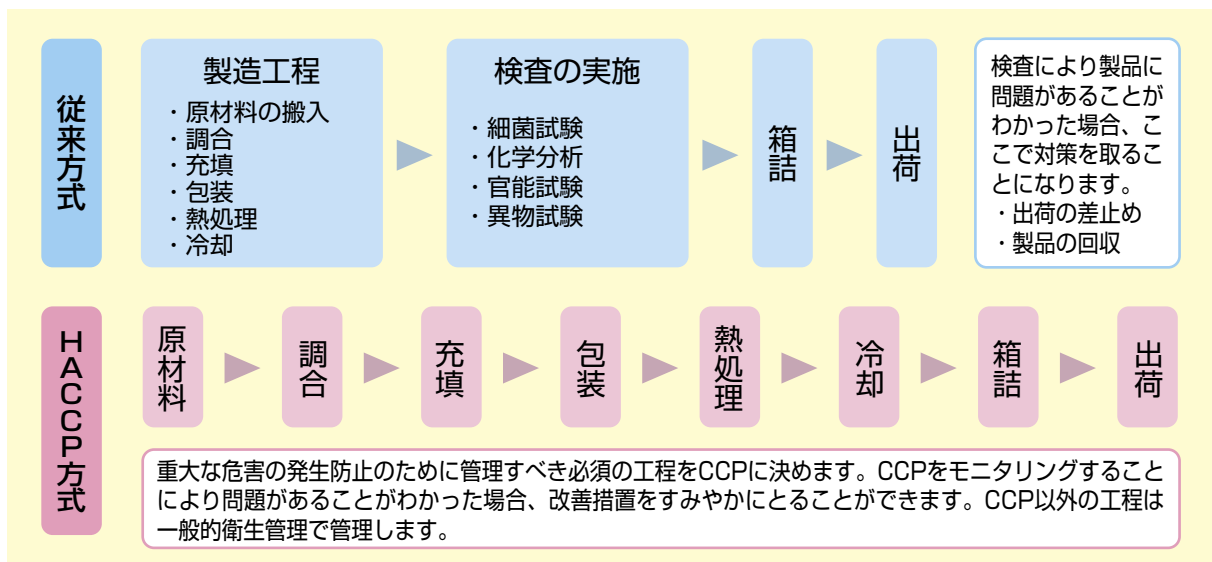 従来方式
製造工程
・原材料の搬入
・調合
・充填
・包装
・熱処理
・冷却
検査の実施
・細菌試験
・化学分析
・官能試験
・異物試験
箱詰
出荷
検査により製品に
問題があることが
わかった場合、こ
こで対策を取るこ
とになります。
・出荷の差止め
・製品の回収
HACCP方式
原材料
調合
充填
包装
熱処理
冷却
箱詰
出荷
重大な危害の発生防止のために管理すべき必須の工程をCCPに決めます。CCPをモニタリングすること
により問題があることがわかった場合、改善措置をすみやかにとることができます。CCP以外の工程は
一般的衛生管理で管理します。